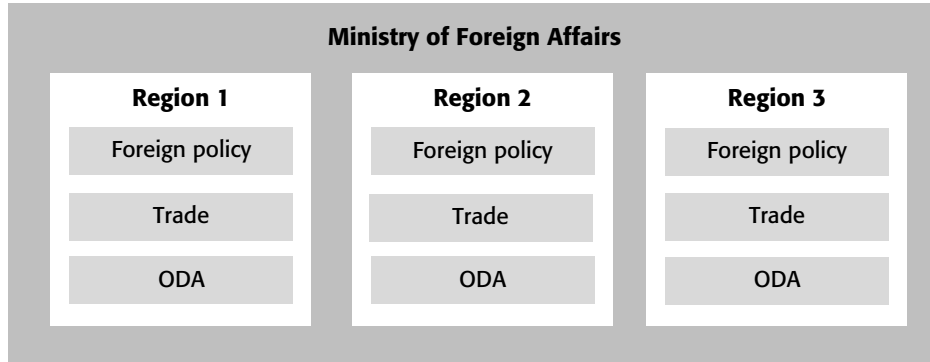 Ministry of Foreign Affairs
Region 1
Foreign policy
Trade
ODA
Region 2
Foreign policy
Trade
ODA
Region 3
Foreign policy
Trade
ODA